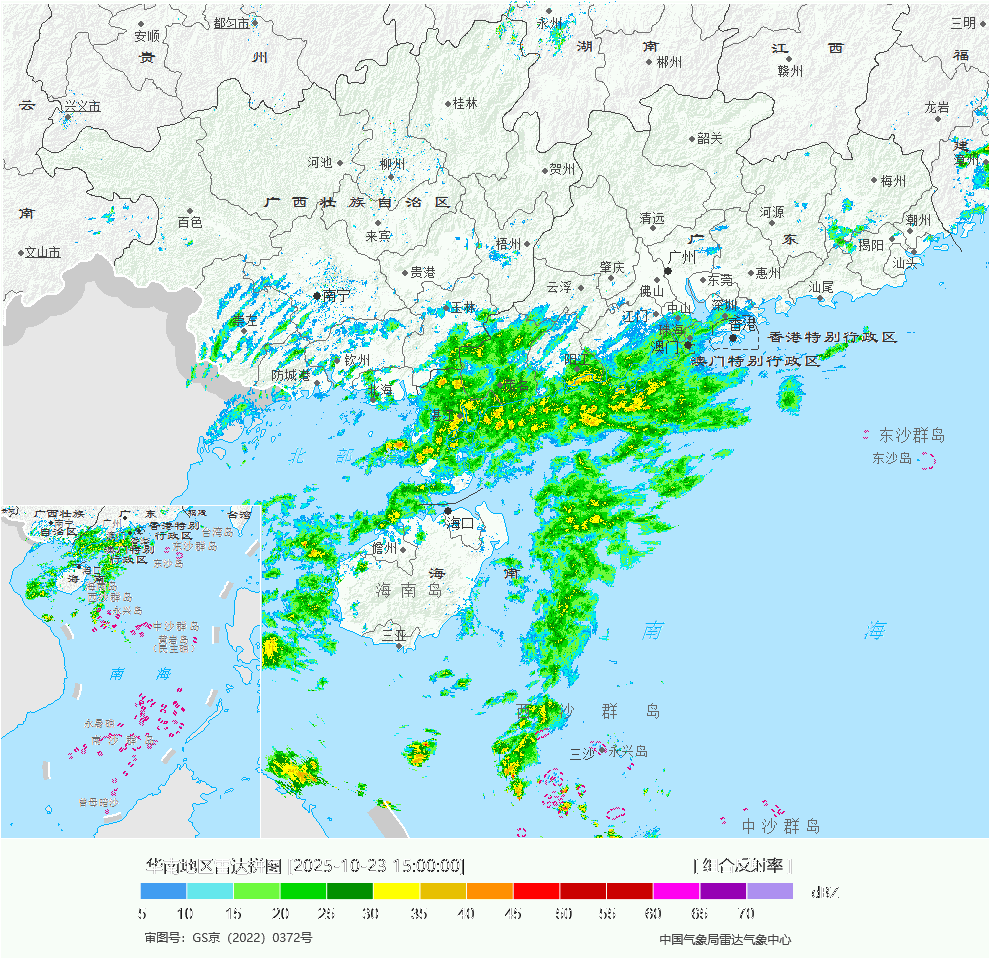 永州
安顺
都匀市
三明
贵 州
湖 南
江 西
福
郴州
赣州
云
兴义市
桂林
龙岩
韶关
建
漳州
河池
柳州
贺州
梅州
广 西 壮 族 自 治 区
南
百色
清远
河源
潮州
来宾
梧州
广 东
揭阳
文山市
广州
汕头
贵港
肇庆
东莞
惠州
云浮
佛山
汕尾
南宁
玉林
中山
深圳
江门
崇左
珠海
香港
香港特别行政区
澳门
澳门特别行政区
钦州
阳江
防城港
北海
东沙群岛
北 部
东沙岛
海口
儋州
海 南
海 南 岛
三亚
南 海
西 沙 群 岛
三沙
永兴岛
中 沙 群 岛
广西壮族
自治区
广 东
香港特别
行政区
台湾
台湾岛
东沙群岛
东沙岛
海 南
西沙群岛
永兴岛
中沙群岛
黄岩岛
南 海
永暑礁
南 沙 群 岛
曾母暗沙
华南地区雷达拼图 [2025-10-23 15:00:00]
[ 组合反射率 ]
5 10 15 20 25 30 35 40 45 50 55 60 65 70
dBZ
审图号：GS京（2022）0372号
中国气象局雷达气象中心